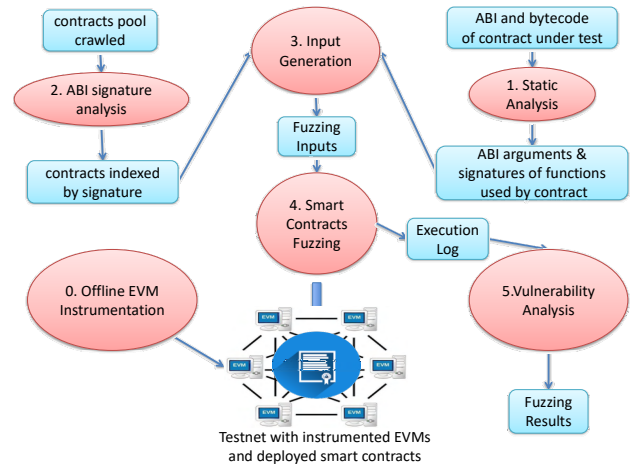 contracts pool
crawled
3. Input
Generation
ABI and bytecode
of contract under test
2. ABI signature
analysis
1. Static
Analysis
Fuzzing
Inputs
contracts indexed
by signature
ABI arguments &
signatures of functions
used by contract
4. Smart
Contracts
Fuzzing
Execution
Log
0. Offline EVM
Instrumentation
5.Vulnerability
Analysis
EVM
EVM
EVM
EVM
EVM
EVM
Fuzzing
Results
Testnet with instrumented EVMs
and deployed smart contracts